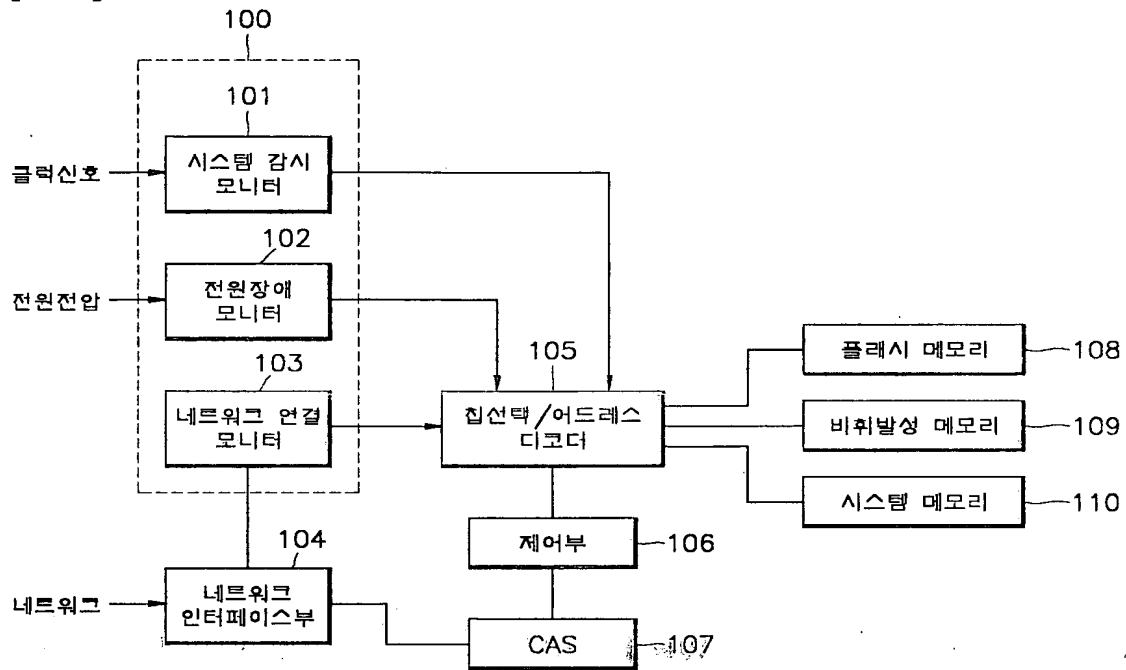 100
101
시스템 감시
모니터
클럭신호
102
전원장애
모니터
전원전압
103
네트워크 연결
모니터
105
칩선택/어드레스
디코더
플래시 메모리
108
비휘발성 메모리
109
시스템 메모리
110
제어부
106
104
네트워크
인터페이스부
네트워크
CAS
107